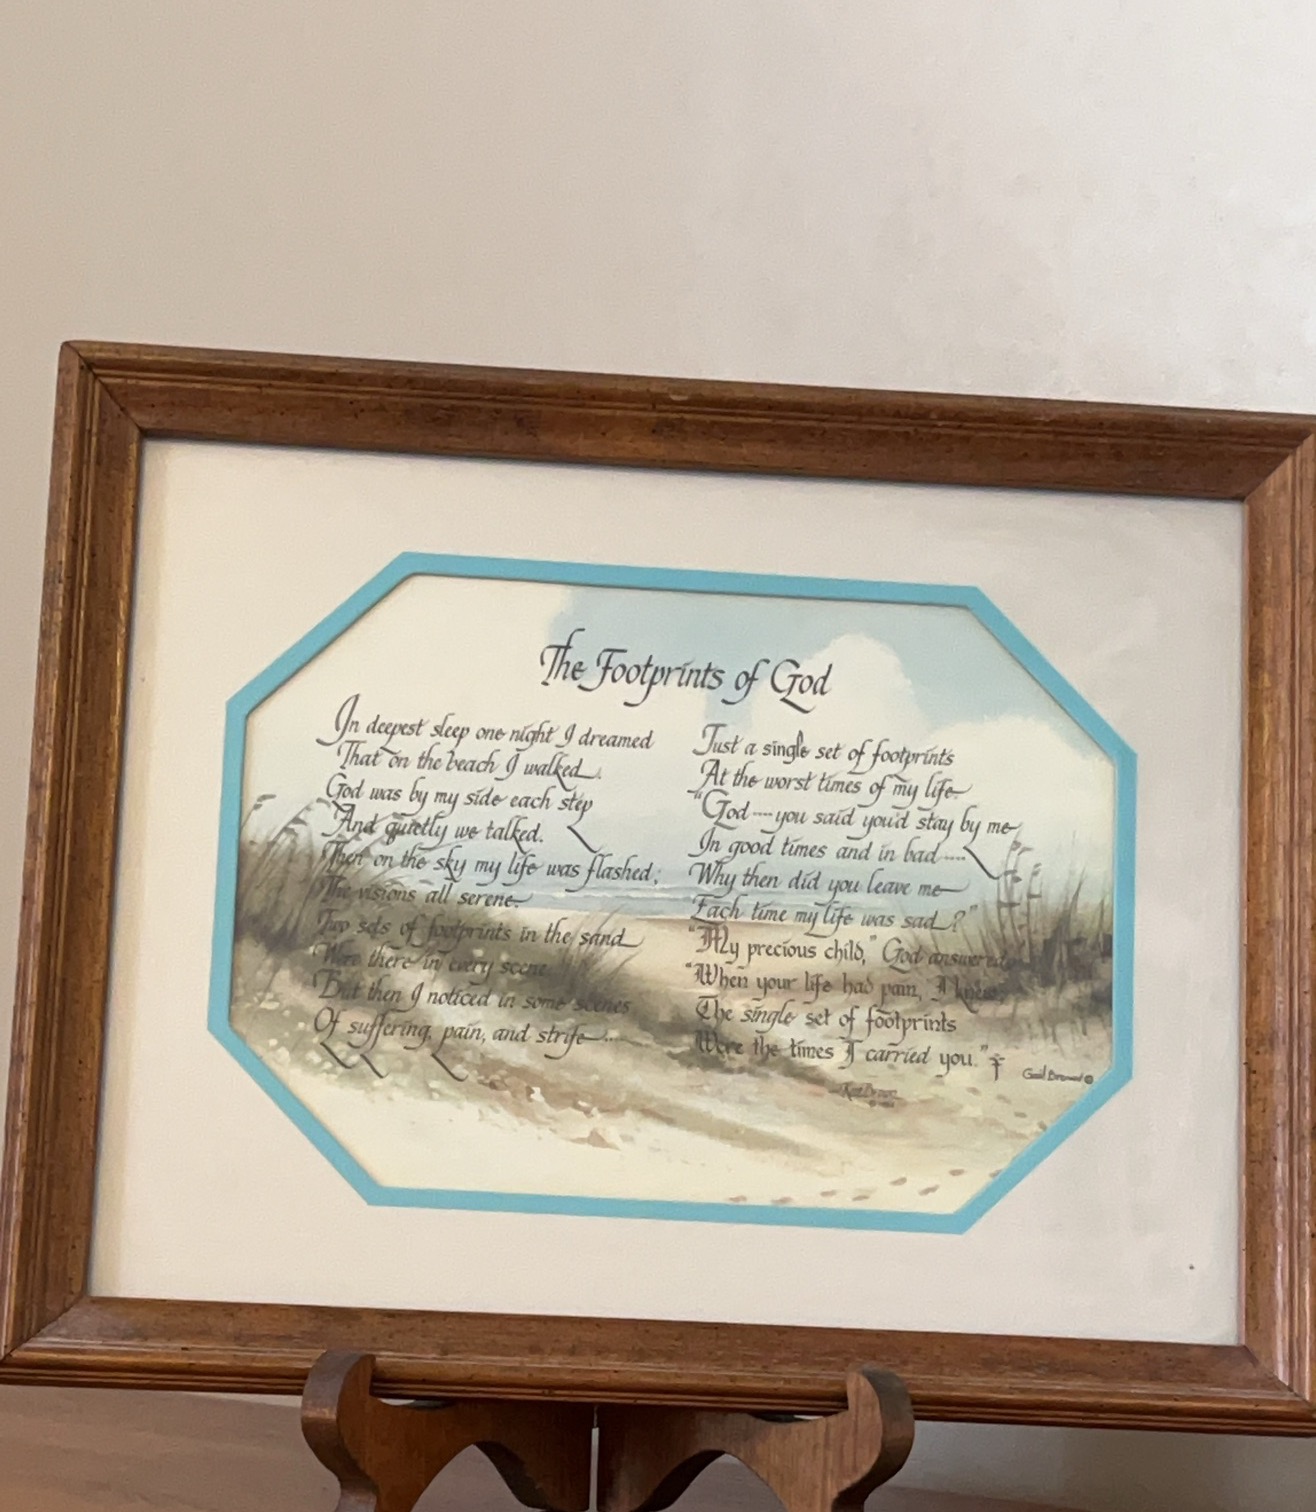 The Footprints of God
In deepest sleep one night I dreamed
That on the beach I walked.
God was by my side each step
And quietly we talked.
Then on the sky my life was flashed;
The visions all serene.
Two sets of footprints in the sand
Were there in every scene.
But then I noticed in some scenes
Of suffering, pain, and strife....
Just a single set of footprints
At the worst times of my life.
"God----you said you'd stay by me
In good times and in bad----
Why then did you leave me
Each time my life was sad?"
"My precious child," God answered,
"When your life had pain, I knew,
The single set of footprints
Were the times I carried you."
Gail Brown ©